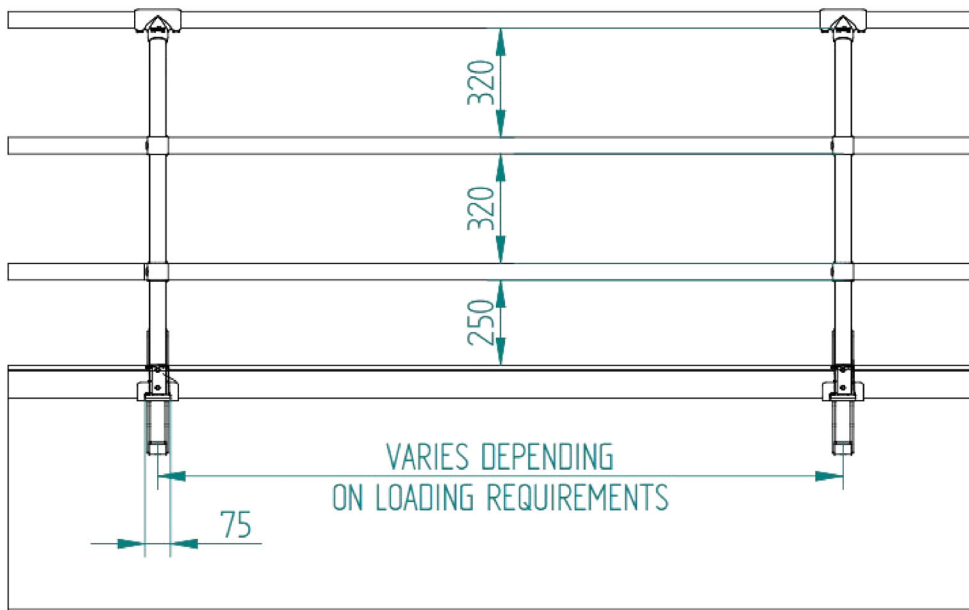 320
320
250
VARIES DEPENDING
ON LOADING REQUIREMENTS
75